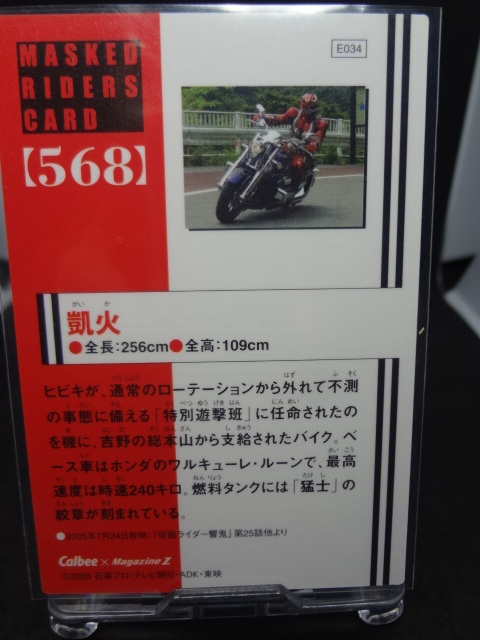 MASKED
RIDERS
CARD
【568】
E034
がい か
凱火
●全長:256cm●全高:109cm
ヒビキが、通常のローテーションから外れて不測
の事態に備える「特別遊撃班」に任命されたの
を機に、吉野の総本山から支給されたバイク。ベ
ース車はホンダのワルキューレ・ルーンで、最高
速度は時速240キロ。燃料タンクには「猛士」の
紋章が刻まれている。
●2005年7月24日放映:『仮面ライダー響鬼』第25話他より
Calbee × Magazine Z
©2005 石森プロ・テレビ朝日・ADK・東映